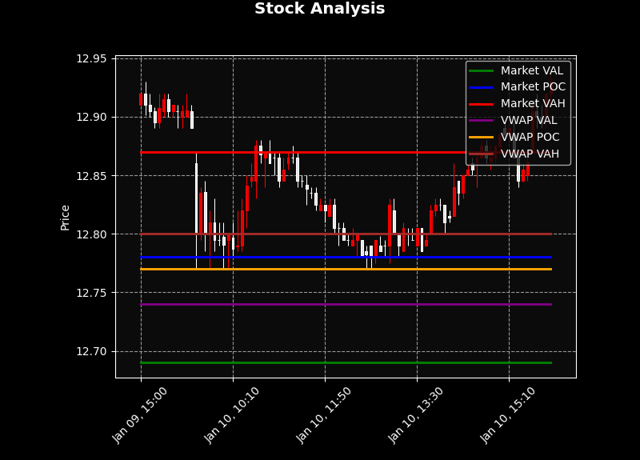 Stock Analysis
12.95
12.90
12.85
12.80
12.75
12.70
Price
Market VAL
Market POC
Market VAH
VWAP VAL
VWAP POC
VWAP VAH
Jan 09, 15:00
Jan 10, 10:10
Jan 10, 11:50
Jan 10, 13:30
Jan 10, 15:10